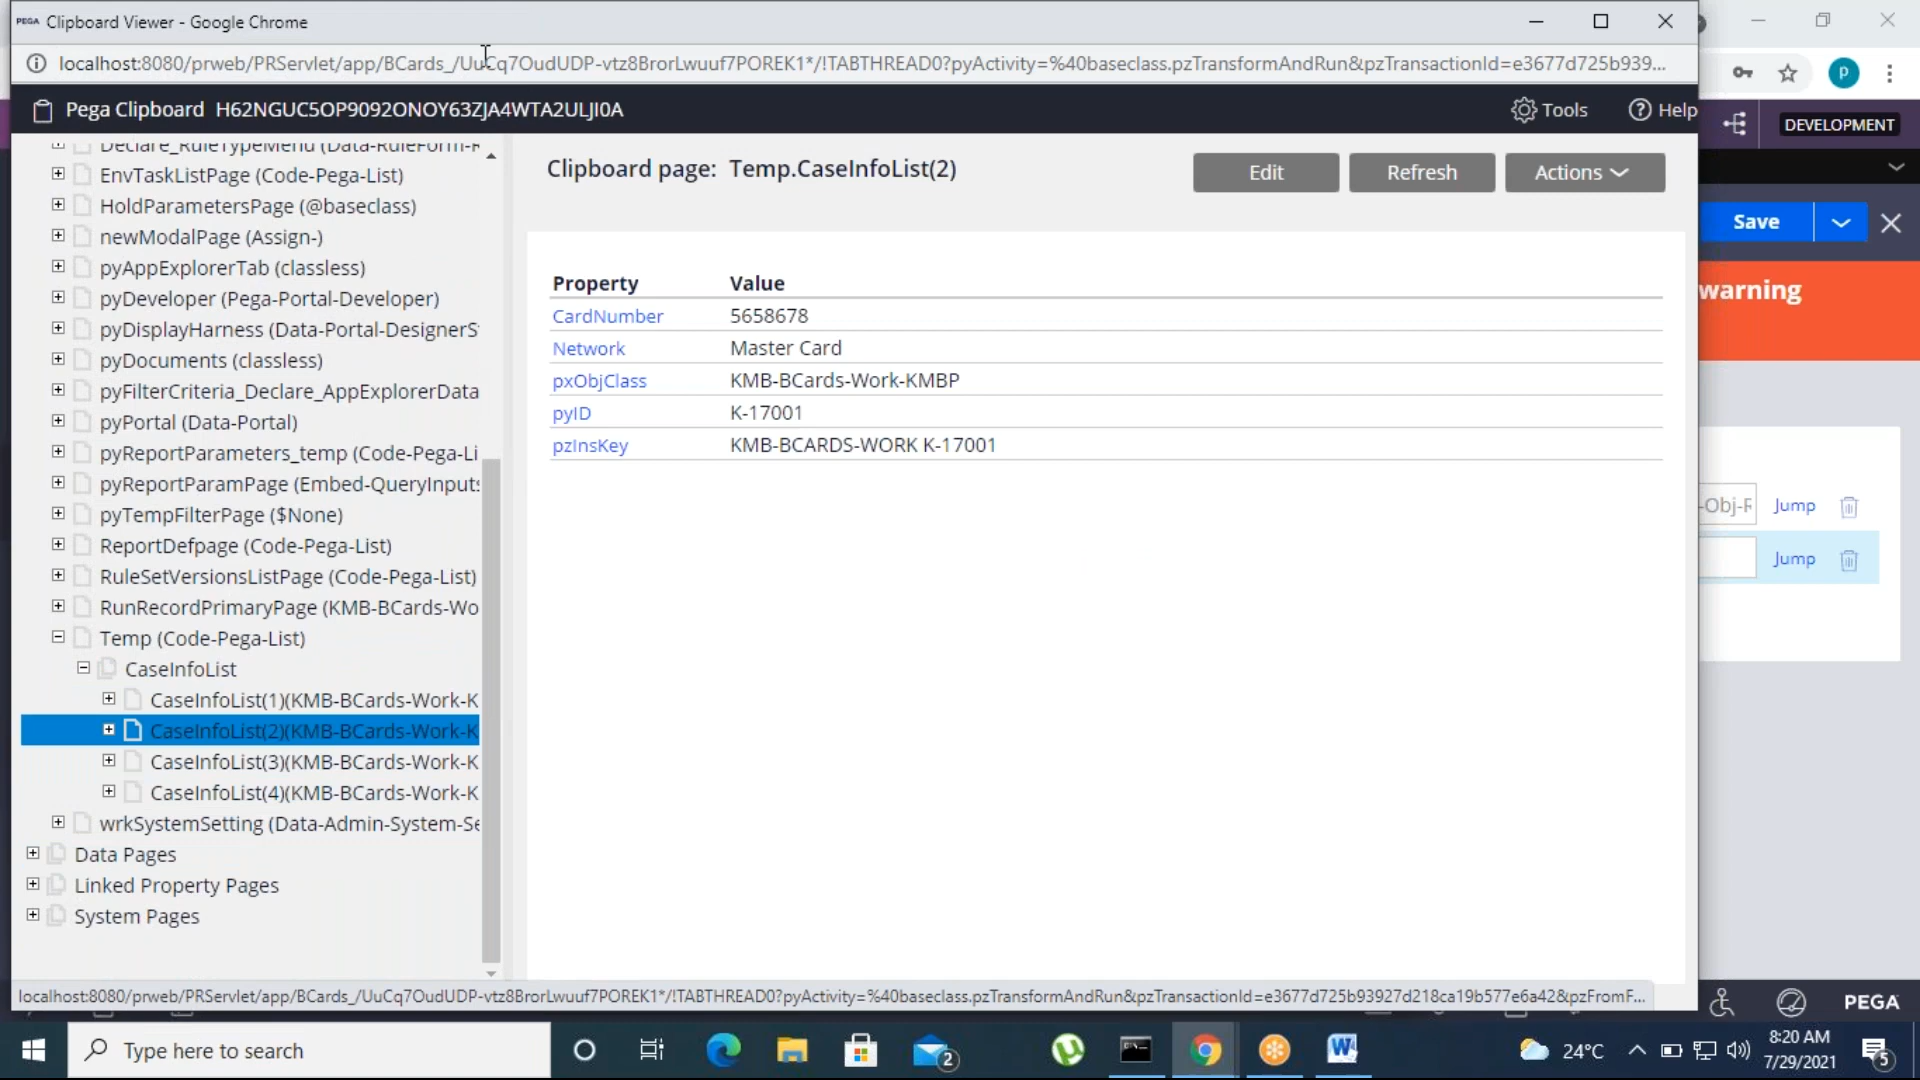 PEGA Clipboard Viewer - Google Chrome
localhost:8080/prweb/PRServlet/app/BCards_/UuCq7OudUDP-vtz8BrorLwuuf7POREK1*/!TABTHREAD0?pyActivity=%40baseclass.pzTransformAndRun&pzTransactionId=e3677d725b939...
P
Pega Clipboard H62NGUC5OP9092ONOY63ZJA4WTA2ULJI0A
Tools
Help
DEVELOPMENT
Declare_RuleTypeMenu (Data-RuleForm-R
EnvTaskListPage (Code-Pega-List)
HoldParametersPage (@baseclass)
newModalPage (Assign-)
pyAppExplorerTab (classless)
pyDeveloper (Pega-Portal-Developer)
pyDisplayHarness (Data-Portal-DesignerS
pyDocuments (classless)
pyFilterCriteria_Declare_AppExplorerData
pyPortal (Data-Portal)
pyReportParameters_temp (Code-Pega-Li
pyReportParamPage (Embed-QueryInputs
pyTempFilterPage ($None)
ReportDefpage (Code-Pega-List)
RuleSetVersionsListPage (Code-Pega-List)
RunRecordPrimaryPage (KMB-BCards-Wo
Temp (Code-Pega-List)
CaseInfoList
CaseInfoList(1)(KMB-BCards-Work-K
CaseInfoList(2)(KMB-BCards-Work-K
CaseInfoList(3)(KMB-BCards-Work-K
CaseInfoList(4)(KMB-BCards-Work-K
wrkSystemSetting (Data-Admin-System-Se
Data Pages
Linked Property Pages
System Pages
Clipboard page: Temp.CaseInfoList(2)
Edit
Refresh
Actions
Property Value
CardNumber 5658678
Network Master Card
pxObjClass KMB-BCards-Work-KMBP
pyID K-17001
pzInsKey KMB-BCARDS-WORK K-17001
Save
warning
-Obj-F Jump
Jump
localhost:8080/prweb/PRServlet/app/BCards_/UuCq7OudUDP-vtz8BrorLwuuf7POREK1*/!TABTHREAD0?pyActivity=%40baseclass.pzTransformAndRun&pzTransactionId=e3677d725b93927d218ca19b577e6a42&pzFromF...
PEGA
Type here to search
2
24°C
8:20 AM
7/29/2021
5